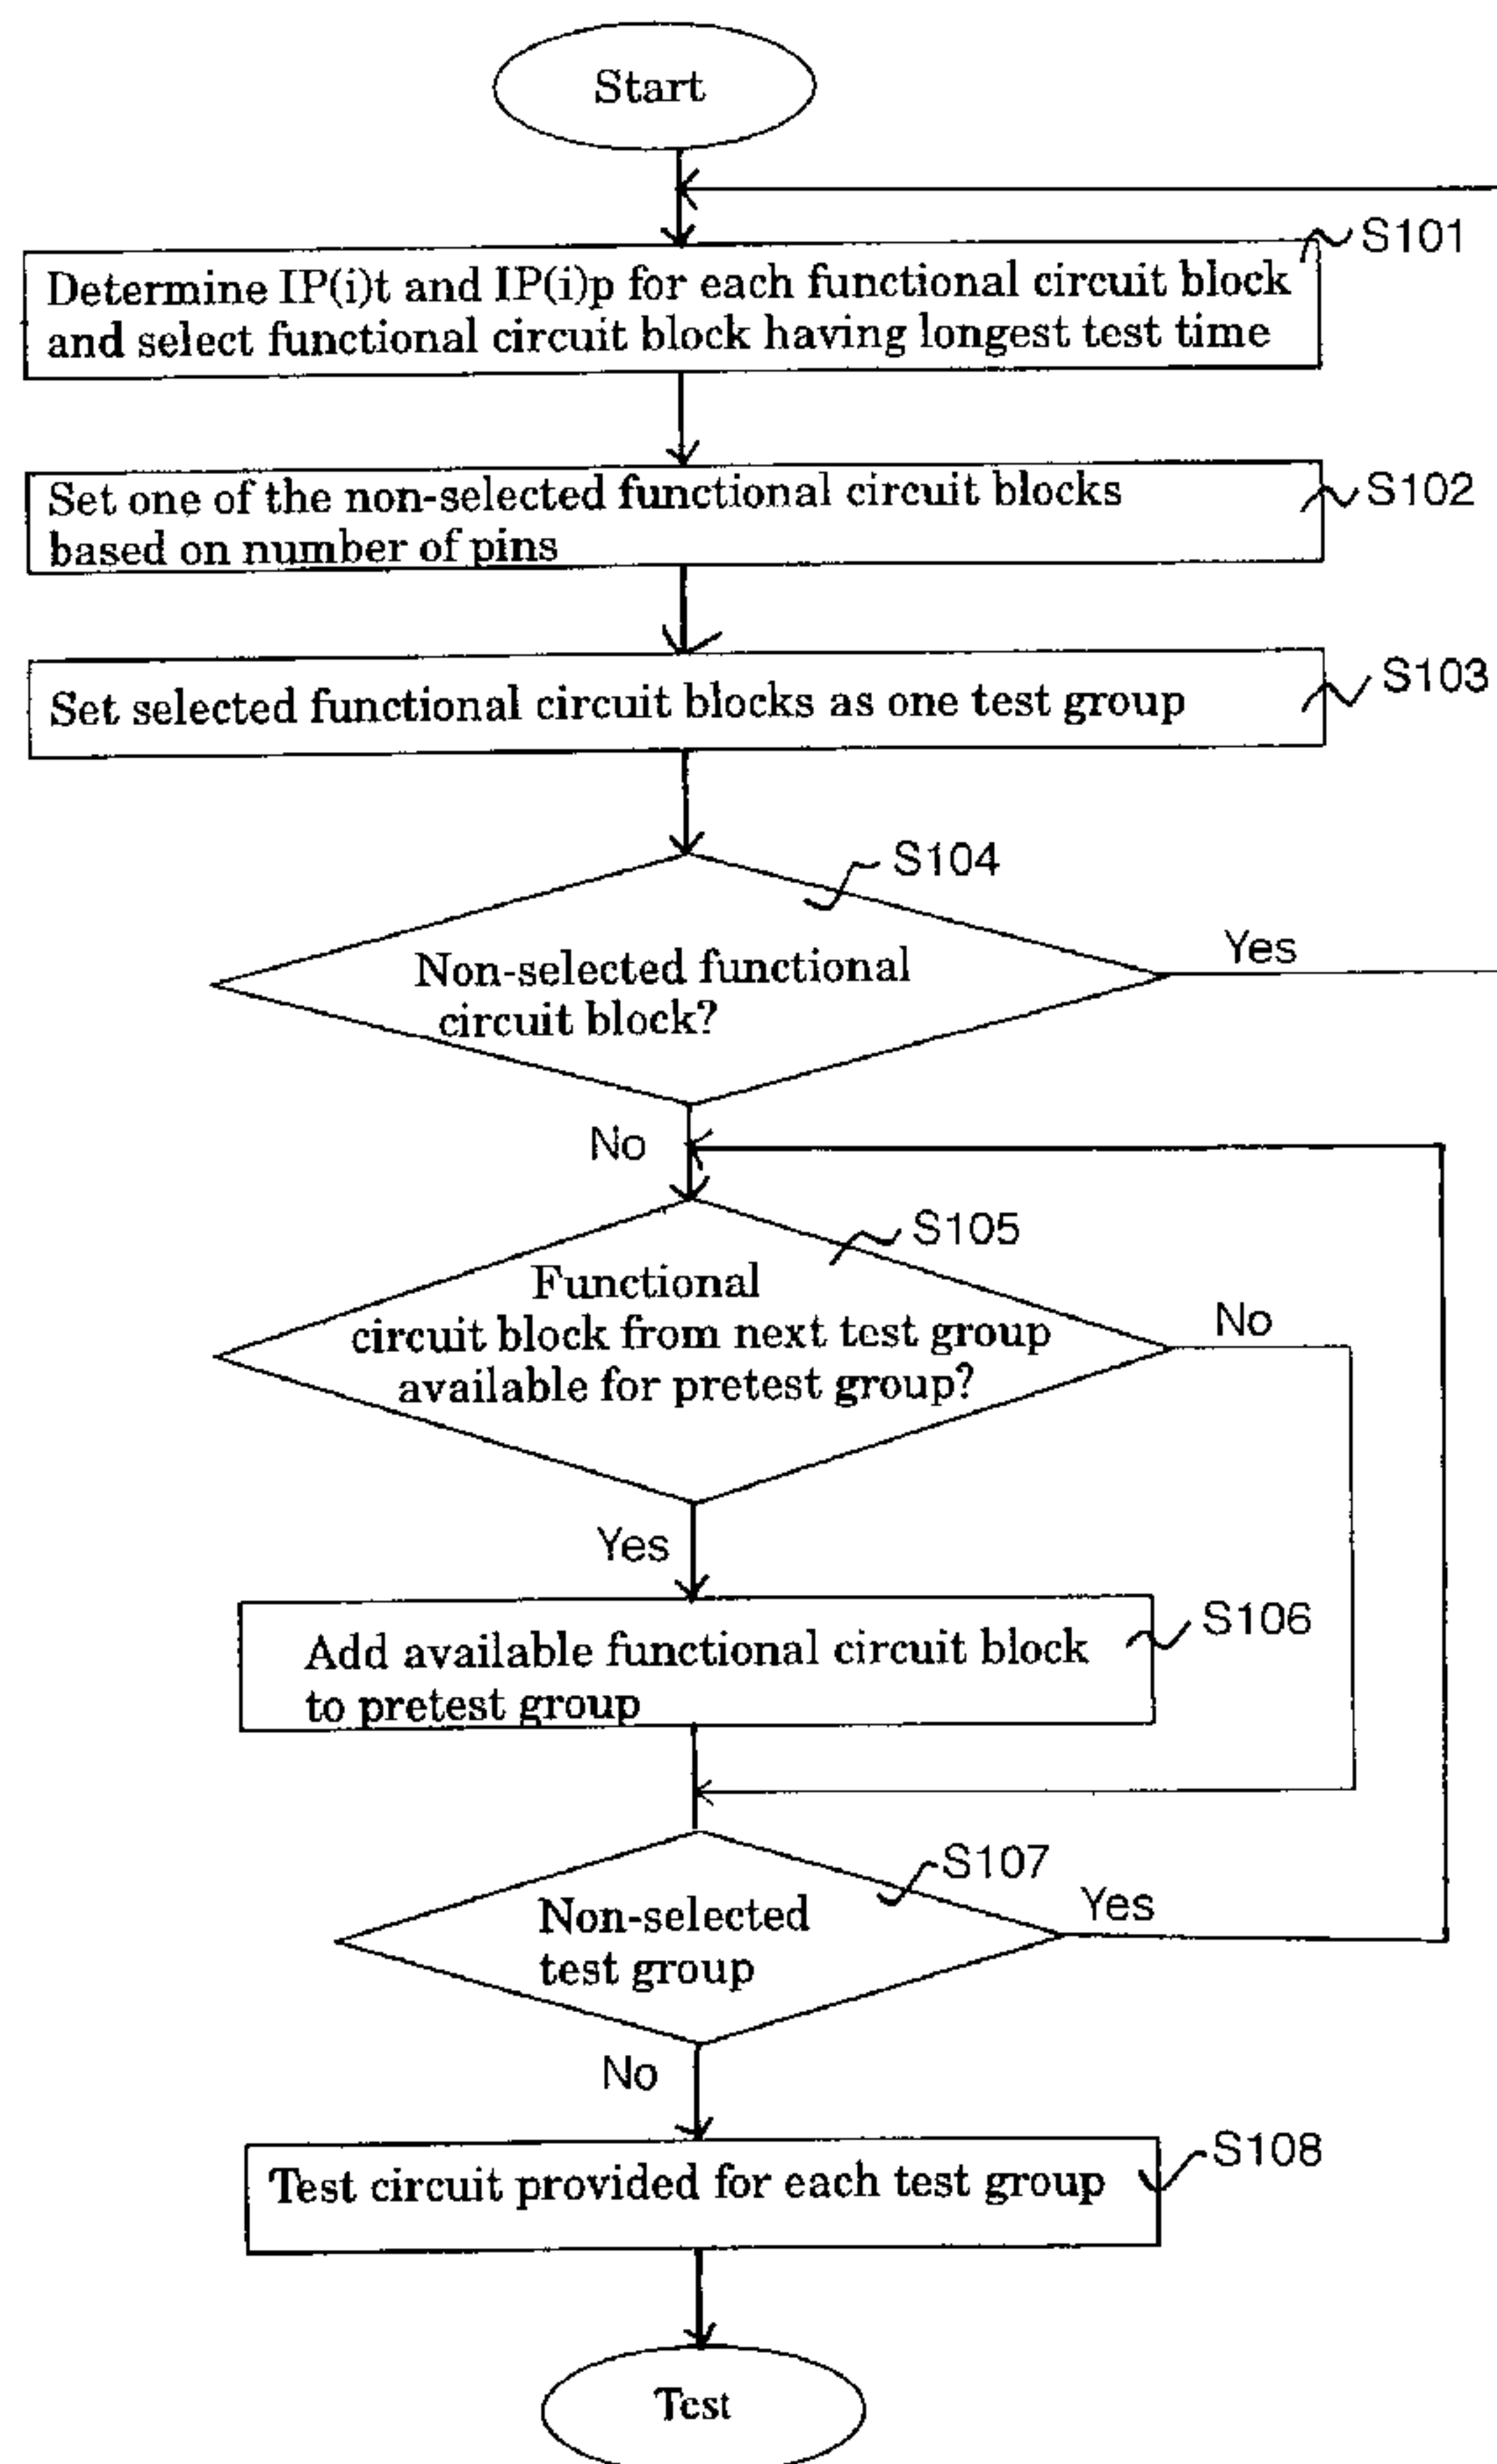 Start
S101
Determine IP(i)t and IP(i)p for each functional circuit block
and select functional circuit block having longest test time
Set one of the non-selected functional circuit blocks
based on number of pins
S102
Set selected functional circuit blocks as one test group
S103
S104
Non-selected functional
circuit block?
Yes
No
S105
Functional
circuit block from next test group
available for pretest group?
No
Yes
S106
Add available functional circuit block
to pretest group
S107
Non-selected
test group
Yes
No
S108
Test circuit provided for each test group
Test